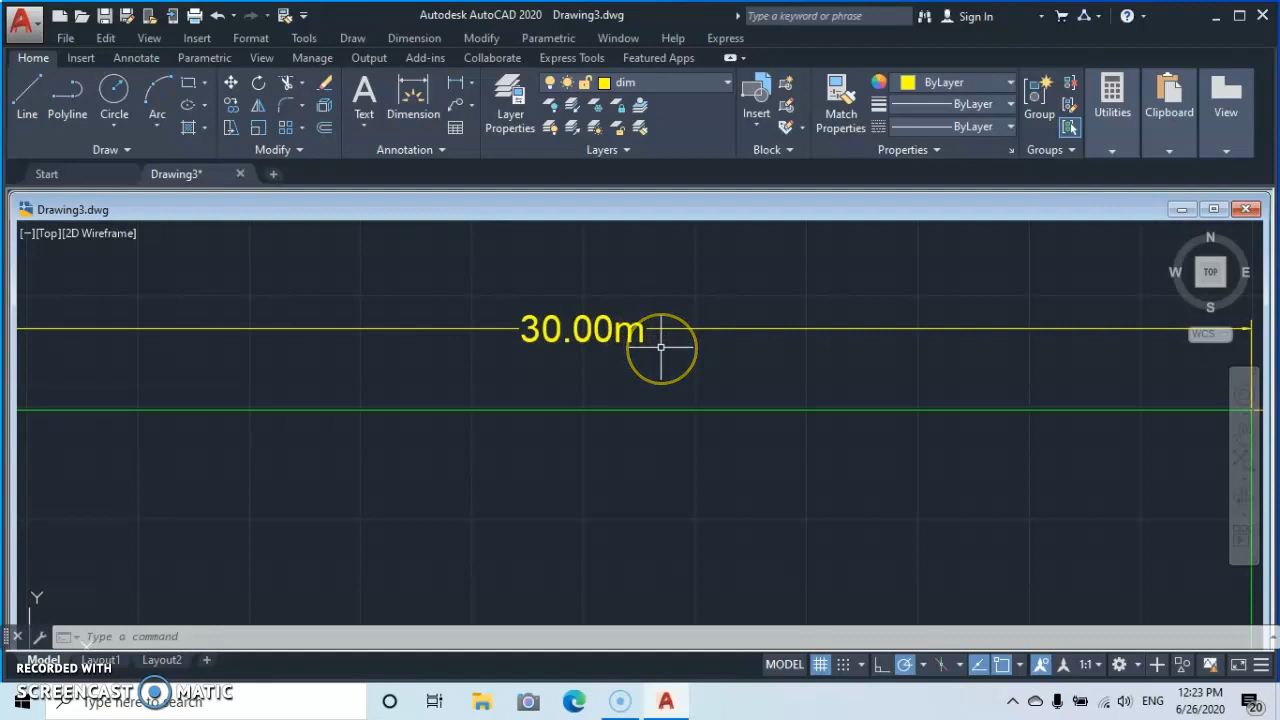 Autodesk AutoCAD 2020 Drawing3.dwg
Type a keyword or phrase
Sign In
File Edit View Insert Format Tools Draw Dimension Modify Parametric Window Help Express
Home Insert Annotate Parametric View Manage Output Add-ins Collaborate Express Tools Featured Apps
dim
ByLayer
ByLayer
ByLayer
Line Polyline Circle Arc
Text Dimension
Layer Properties
Insert
Match Properties
Group
Utilities Clipboard View
Draw Modify Annotation Layers Block Properties Groups
Start Drawing3*
Drawing3.dwg
[−][Top][2D Wireframe]
N
W TOP E
S
WCS
30.00m
Y
Type a command
Model Layout1 Layout2 +
MODEL 1:1
RECORDED WITH
SCREENCAST MATIC
Type here to search
ENG
12:23 PM
6/26/2020
20